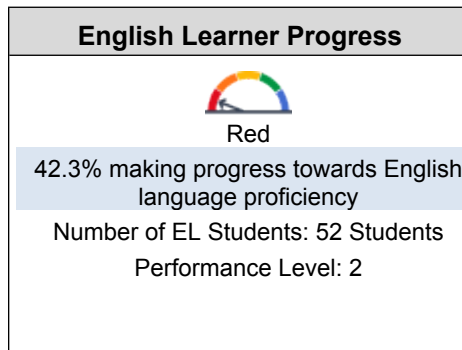 English Learner Progress
Red
42.3% making progress towards English
language proficiency
Number of EL Students: 52 Students
Performance Level: 2